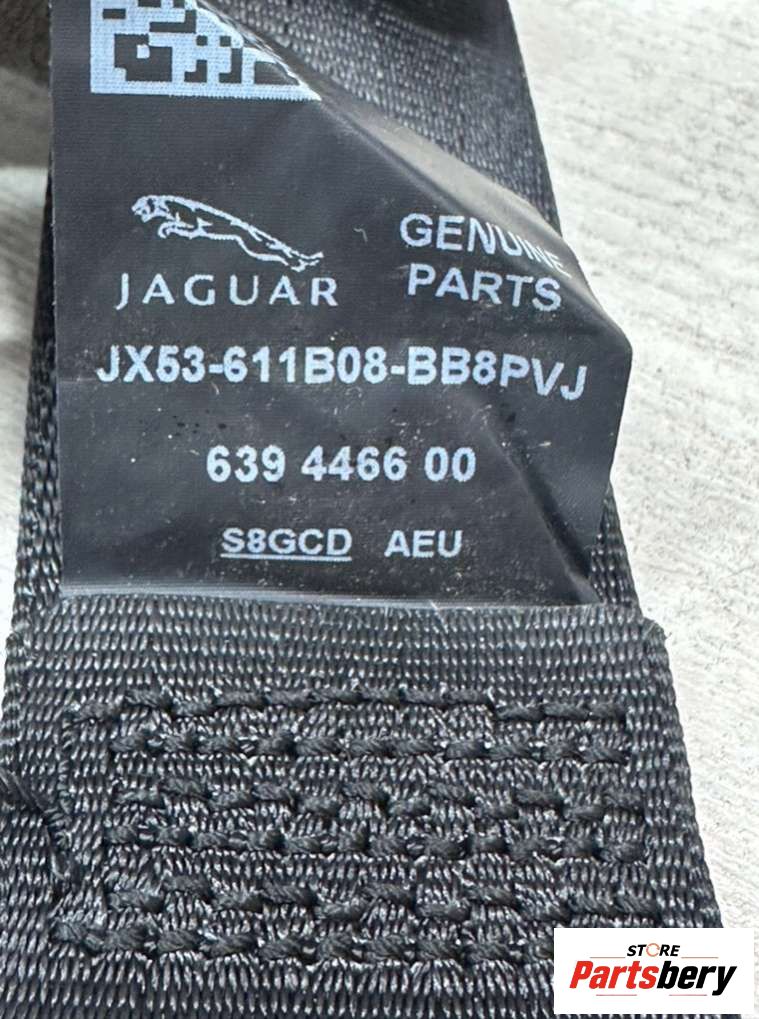 GENUINE
JAGUAR PARTS
JX53-611B08-BB8PVJ
639 4466 00
S8GCD AEU
STORE
Partsbery